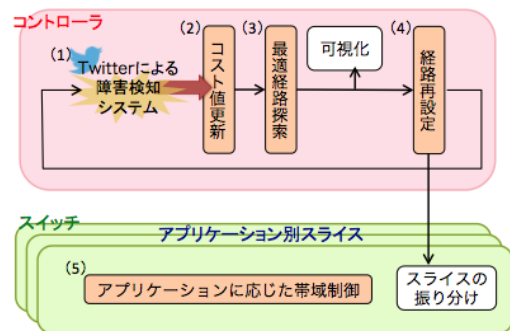 コントローラ
(1)
Twitterによる
障害検知
システム
(2)
コスト値更新
(3)
最適経路探索
可視化
(4)
経路再設定
スイッチ
アプリケーション別スライス
(5)
アプリケーションに応じた帯域制御
スライスの
振り分け